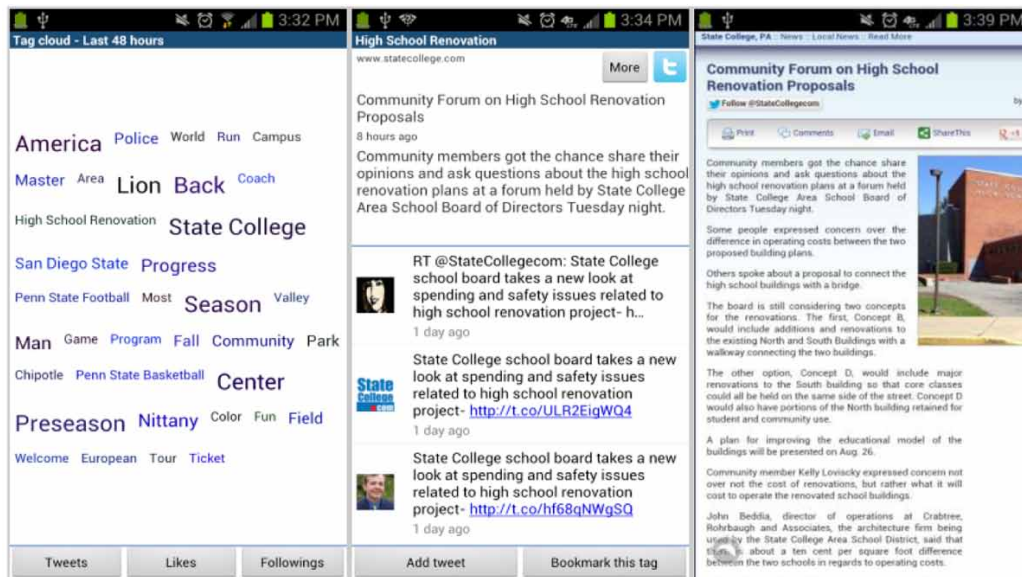 3:32 PM
Tag cloud - Last 48 hours
America Police World Run Campus
Master Area Lion Back Coach
High School Renovation State College
San Diego State Progress
Penn State Football Most Season Valley
Man Game Program Fall Community Park
Chipotle Penn State Basketball Center
Preseason Nittany Color Fun Field
Welcome European Tour Ticket
Tweets Likes Followings
3:34 PM
High School Renovation
www.statecollege.com
More
Community Forum on High School Renovation
Proposals
8 hours ago
Community members got the chance share their
opinions and ask questions about the high school
renovation plans at a forum held by State College
Area School Board of Directors Tuesday night.
RT @StateCollegecom: State College
school board takes a new look at
spending and safety issues related to
high school renovation project- h...
1 day ago
State College school board takes a new
look at spending and safety issues
related to high school renovation
project- http://t.co/ULR2EigWQ4
1 day ago
State
College
.com
State College school board takes a new
look at spending and safety issues
related to high school renovation
project- http://t.co/hf68qNWgSQ
1 day ago
Add tweet Bookmark this tag
3:39 PM
State College, PA :: News :: Local News :: Read More
Community Forum on High School
Renovation Proposals
Follow @StateCollegecom
by
Print Comments Email ShareThis +1
Community members got the chance share
their opinions and ask questions about the
high school renovation plans at a forum held
by State College Area School Board of
Directors Tuesday night.
Some people expressed concern over the
difference in operating costs between the two
proposed building plans.
Others spoke about a proposal to connect the
high school buildings with a bridge.
The board is still considering two concepts
for the renovations. The first, Concept B,
would include additions and renovations to
the existing North and South Buildings with a
walkway connecting the two buildings.
The other option, Concept D, would include major
renovations to the South building so that core classes
could all be held on the same side of the street. Concept D
would also have portions of the North building retained for
student and community use.
A plan for improving the educational model of the
buildings will be presented on Aug. 26.
Community member Kelly Loviscky expressed concern not
over not the cost of renovations, but rather what it will
cost to operate the renovated school buildings.
John Beddia, director of operations at Crabtree,
Rohrbaugh and Associates, the architecture firm being
used by the State College Area School District, said that
about a ten cent per square foot difference
between the two schools in regards to operating costs.